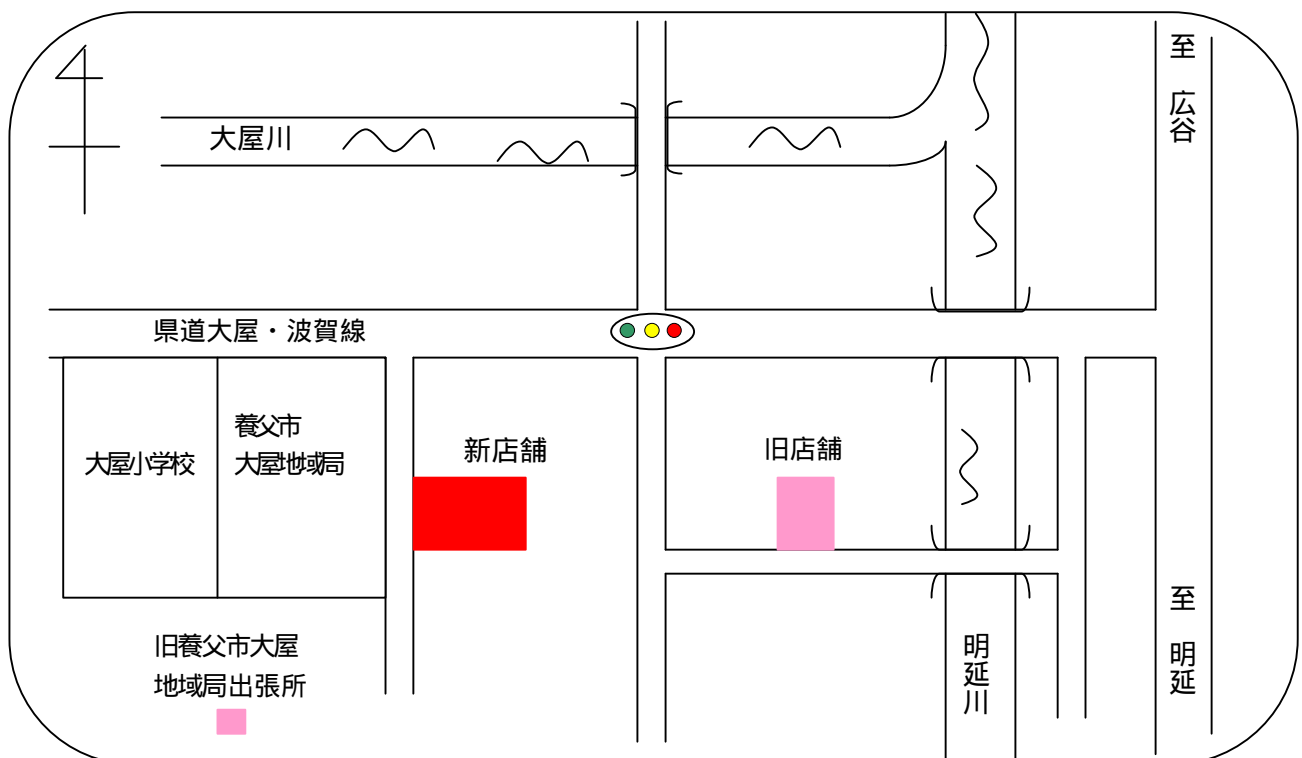 大屋川
至 広谷
県道大屋・波賀線
養父市
大屋地域局
大屋小学校
新店舗
旧店舗
旧養父市大屋
地域局出張所
明延川
至 明延